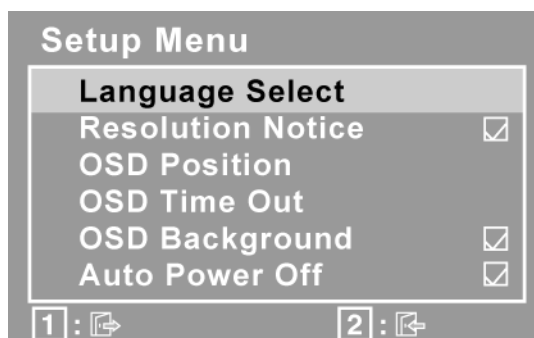 Setup Menu
Language Select
Resolution Notice
OSD Position
OSD Time Out
OSD Background
Auto Power Off
1 : 2 :